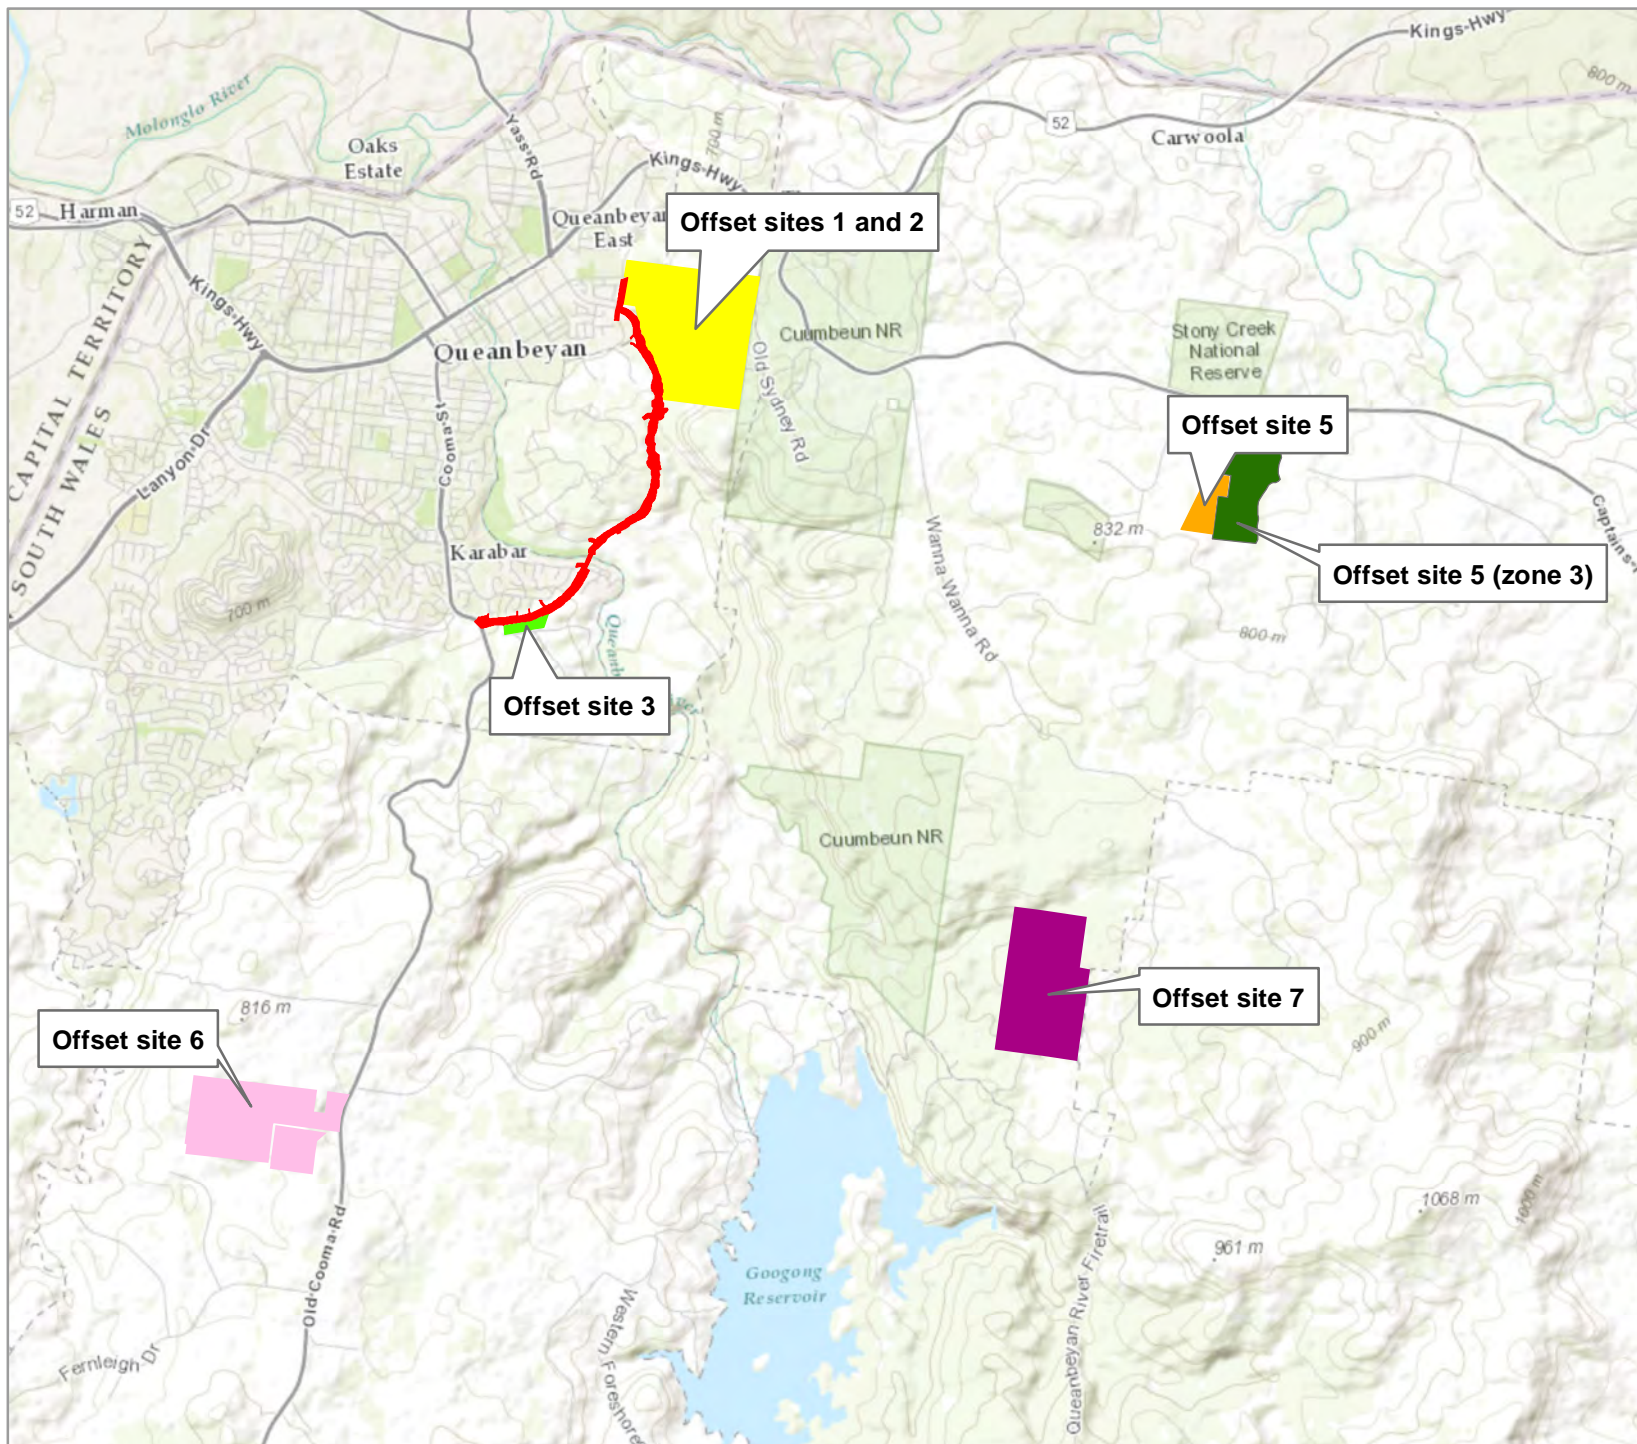 Kings-Hwy
800 m
Molonglo River
Oaks
Estate
Yass Rd
700 m
52
Carwoola
Kings-Hwy
52
Harman
Queanbeyan
East
Offset sites 1 and 2
CAPITAL TERRITORY
SOUTH WALES
Kings-Hwy
Queanbeyan
Cuumbeun NR
Stony Creek
National
Reserve
Old Sydney Rd
Cooma-St
Lanyon-Dr
Offset site 5
Captains
832 m
Karabar
Wanna Wanna Rd
Offset site 5 (zone 3)
700 m
800 m
Offset site 3
Cuumbeun NR
816 m
Offset site 6
Offset site 7
900 m
1068 m
1000 m
961 m
Old-Cooma-Rd
Googong
Reservoir
Western Foreshore
Queanbeyan River Firetrail
Fernleigh Dr